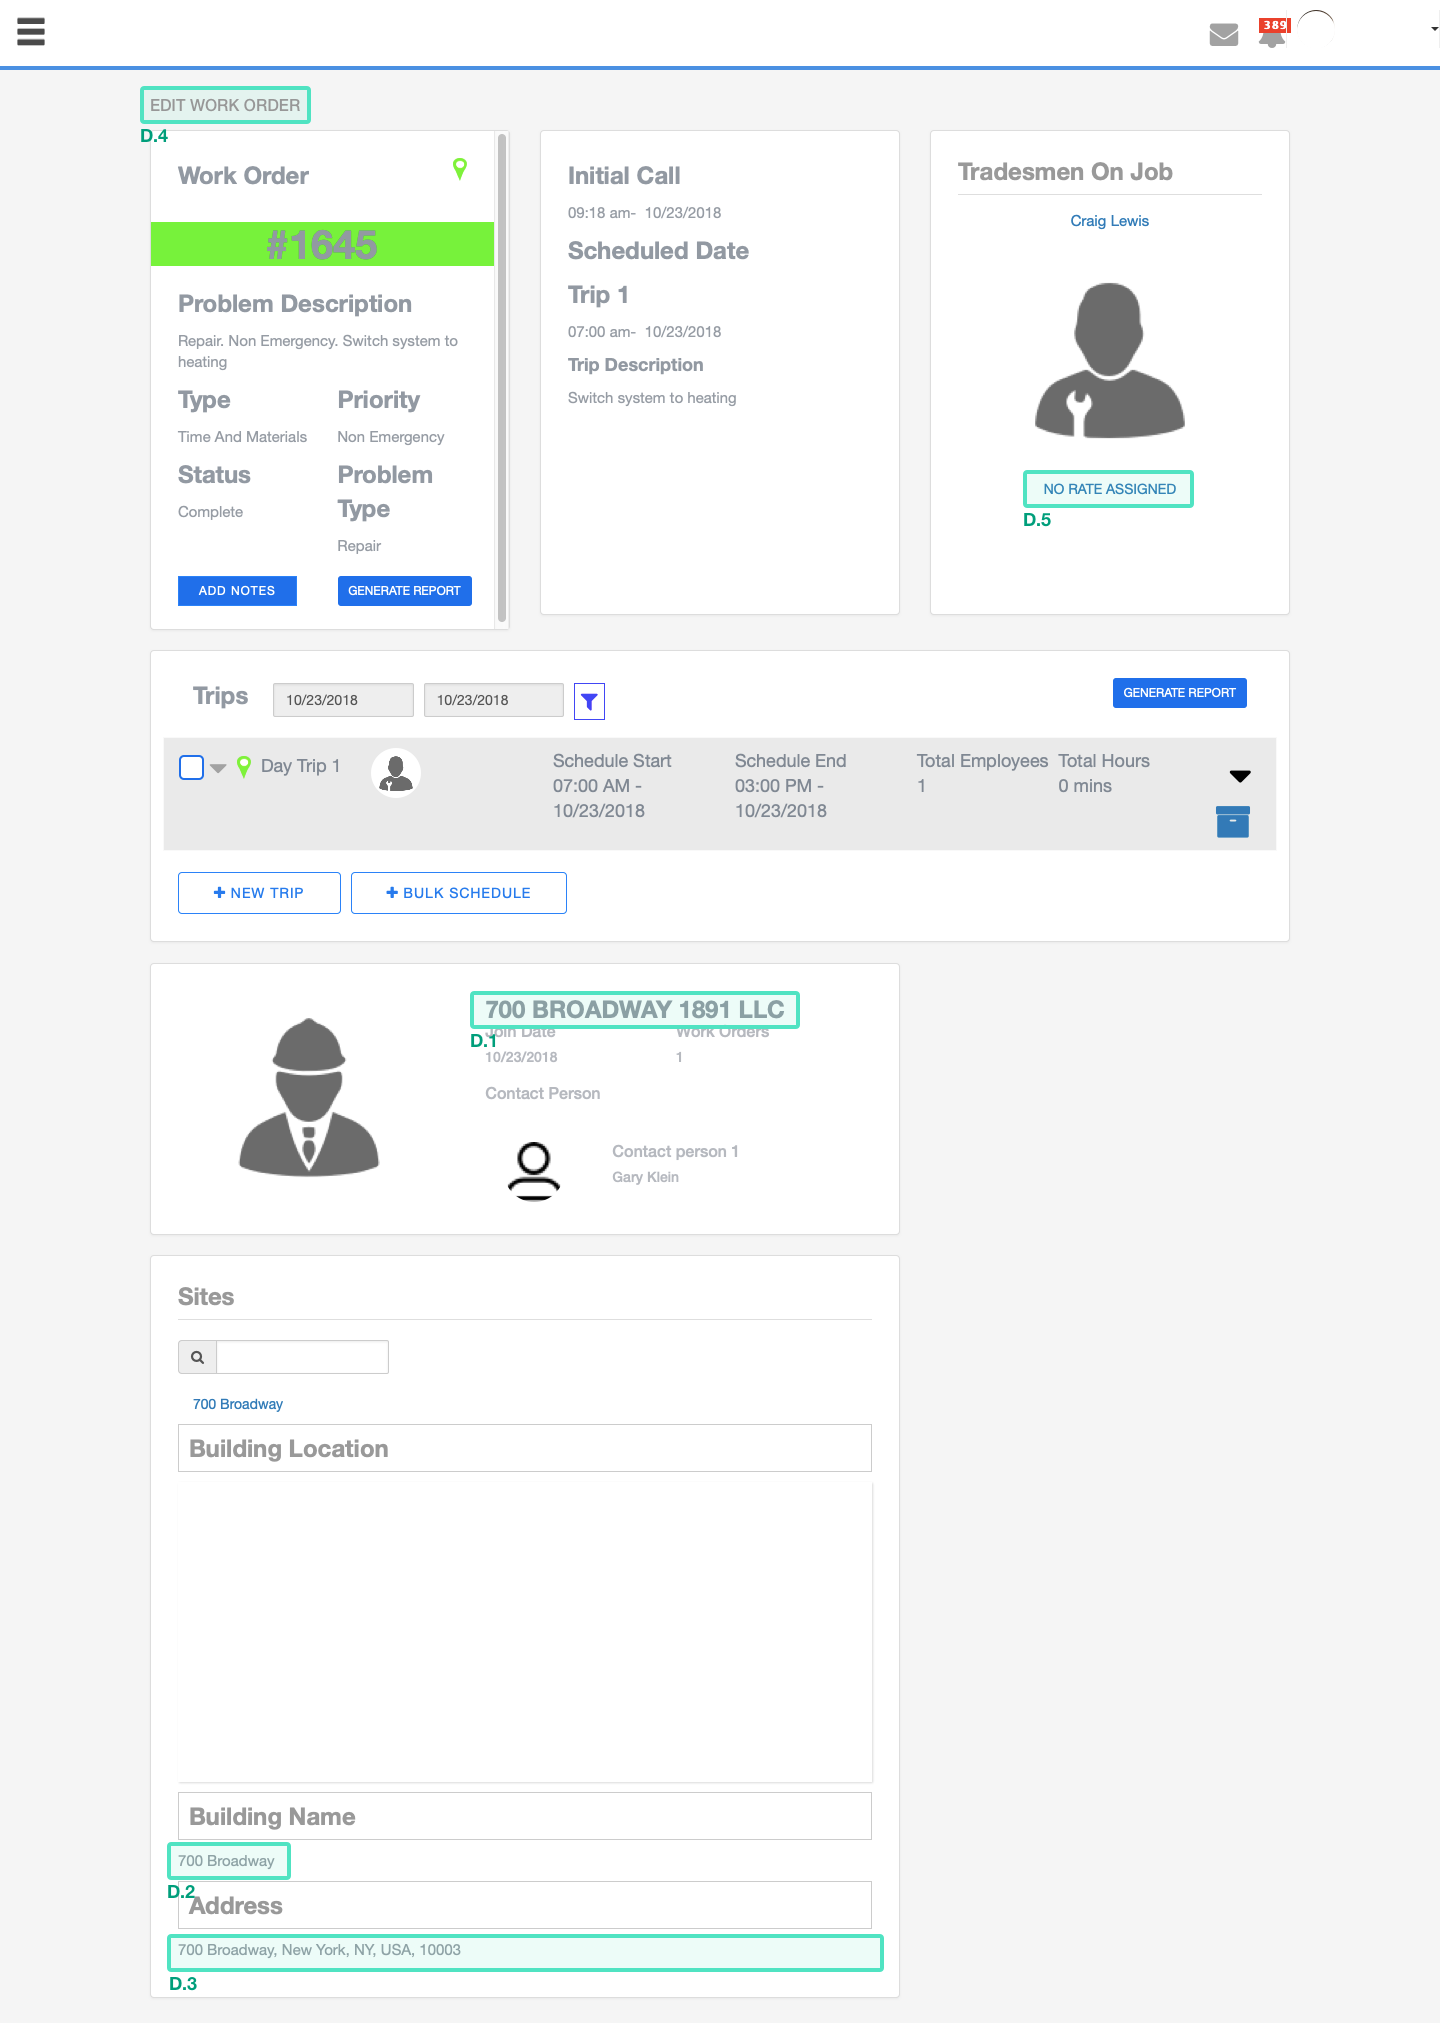 389
EDIT WORK ORDER
D.4
Work Order
#1645
Problem Description
Repair. Non Emergency. Switch system to
heating
Type
Priority
Time And Materials
Non Emergency
Status
Problem
Type
Complete
Repair
ADD NOTES
GENERATE REPORT
Initial Call
09:18 am-  10/23/2018
Scheduled Date
Trip 1
07:00 am-  10/23/2018
Trip Description
Switch system to heating
Tradesmen On Job
Craig Lewis
NO RATE ASSIGNED
D.5
Trips
10/23/2018
10/23/2018
GENERATE REPORT
Day Trip 1
Schedule Start
07:00 AM -
10/23/2018
Schedule End
03:00 PM -
10/23/2018
Total Employees
1
Total Hours
0 mins
NEW TRIP
BULK SCHEDULE
700 BROADWAY 1891 LLC
D.1
Join Date
Work Orders
10/23/2018
1
Contact Person
Contact person 1
Gary Klein
Sites
700 Broadway
Building Location
Building Name
700 Broadway
D.2
Address
700 Broadway, New York, NY, USA, 10003
D.3